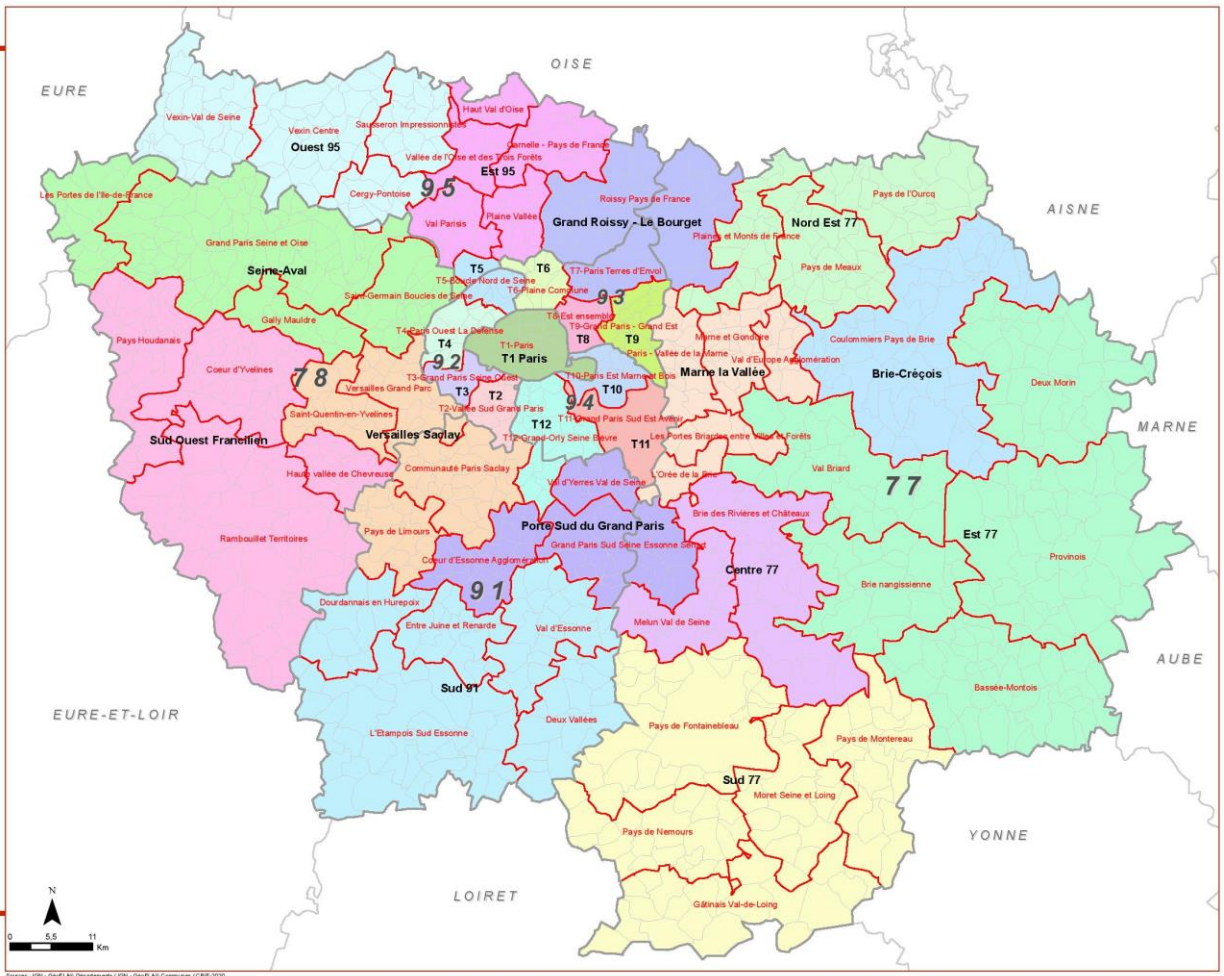 OISE
EURE
Haut Val d'Oise
Vexin-Val de Seine
Vexin Centre
Sausseron Impressionnistes
Ouest 95
Carnelle - Pays de France
Vallée de l'Oise et des Trois Forêts
Est 95
95
Cergy-Pontoise
Les Portes de l'Ile-de-France
Pays de l'Ourcq
Roissy Pays de France
AISNE
Val Parisis
Plaine Vallée
Grand Roissy - Le Bourget
Nord Est 77
Plaines et Monts de France
Grand Paris Seine et Oise
Seine-Aval
T5
T6
T7-Paris Terres d'Envol
Pays de Meaux
T5-Boucle Nord de Seine
T6-Plaine Commune
Saint-Germain Boucles de Seine
93
Gally Mauldre
T8-Est ensemble
T9-Grand Paris - Grand Est
T4-Paris Ouest La Défense
T4
T1-Paris
T8
T9
Marne et Gondoire
Coulommiers Pays de Brie
Pays Houdanais
T1 Paris
Paris - Vallée de la Marne
Val d'Europe Agglomération
92
Coeur d'Yvelines
78
Marne la Vallée
Brie-Créçois
T3-Grand Paris Seine Ouest
T10-Paris Est Marne et Bois
Versailles Grand Parc
T3
T2
T10
Deux Morin
94
T2-Vallée Sud Grand Paris
Saint-Quentin-en-Yvelines
T11-Grand Paris Sud Est Avenir
MARNE
T12
Versailles Saclay
Sud Ouest Francilien
T12-Grand-Orly Seine Bièvre
T11
Les Portes Briardes entre Villes et Forêts
Haute vallée de Chevreuse
Communauté Paris Saclay
L'Orée de la Brie
Val Briard
Val d'Yerres Val de Seine
77
Brie des Rivières et Châteaux
Pays de Limours
Porte Sud du Grand Paris
Rambouillet Territoires
Est 77
Grand Paris Sud Seine Essonne Sénart
Coeur d'Essonne Agglomération
Provinois
Centre 77
Brie nangissienne
91
Dourdannais en Hurepoix
Entre Juine et Renarde
Val d'Essonne
Melun Val de Seine
AUBE
Sud 91
Bassée-Montois
EURE-ET-LOIR
Deux Vallées
Pays de Fontainebleau
L'Etampois Sud Essonne
Pays de Montereau
Sud 77
Moret Seine et Loing
Pays de Nemours
YONNE
LOIRET
Gâtinais Val-de-Loing
N
0 5,5 11
Km